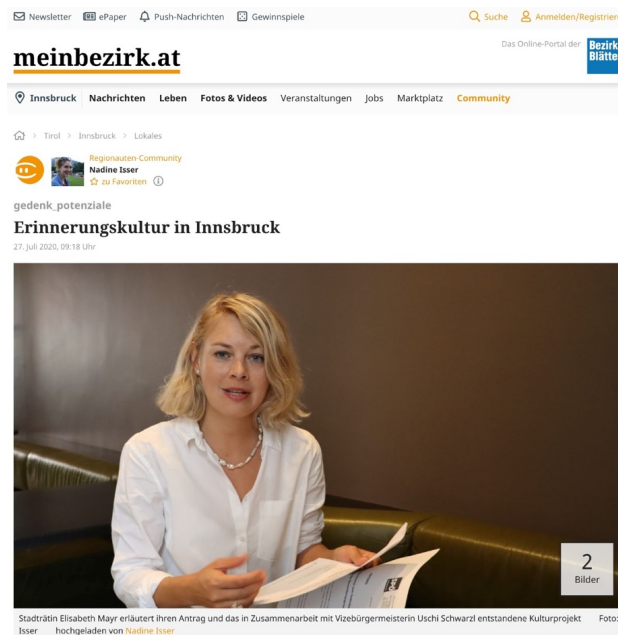 Newsletter ePaper Push-Nachrichten Gewinnspiele Suche Anmelden/Registriere
meinbezirk.at Das Online-Portal der Bezirk
Blätte
Innsbruck Nachrichten Leben Fotos & Videos Veranstaltungen Jobs Marktplatz Community
> Tirol > Innsbruck > Lokales
Regionauten-Community
Nadine Isser
zu Favoriten
gedenk_potenziale
Erinnerungskultur in Innsbruck
27. Juli 2020, 09:18 Uhr
2
Bilder
Stadträtin Elisabeth Mayr erläutert ihren Antrag und das in Zusammenarbeit mit Vizebürgermeisterin Uschi Schwarzl entstandene Kulturprojekt Foto:
Isser hochgeladen von Nadine Isser